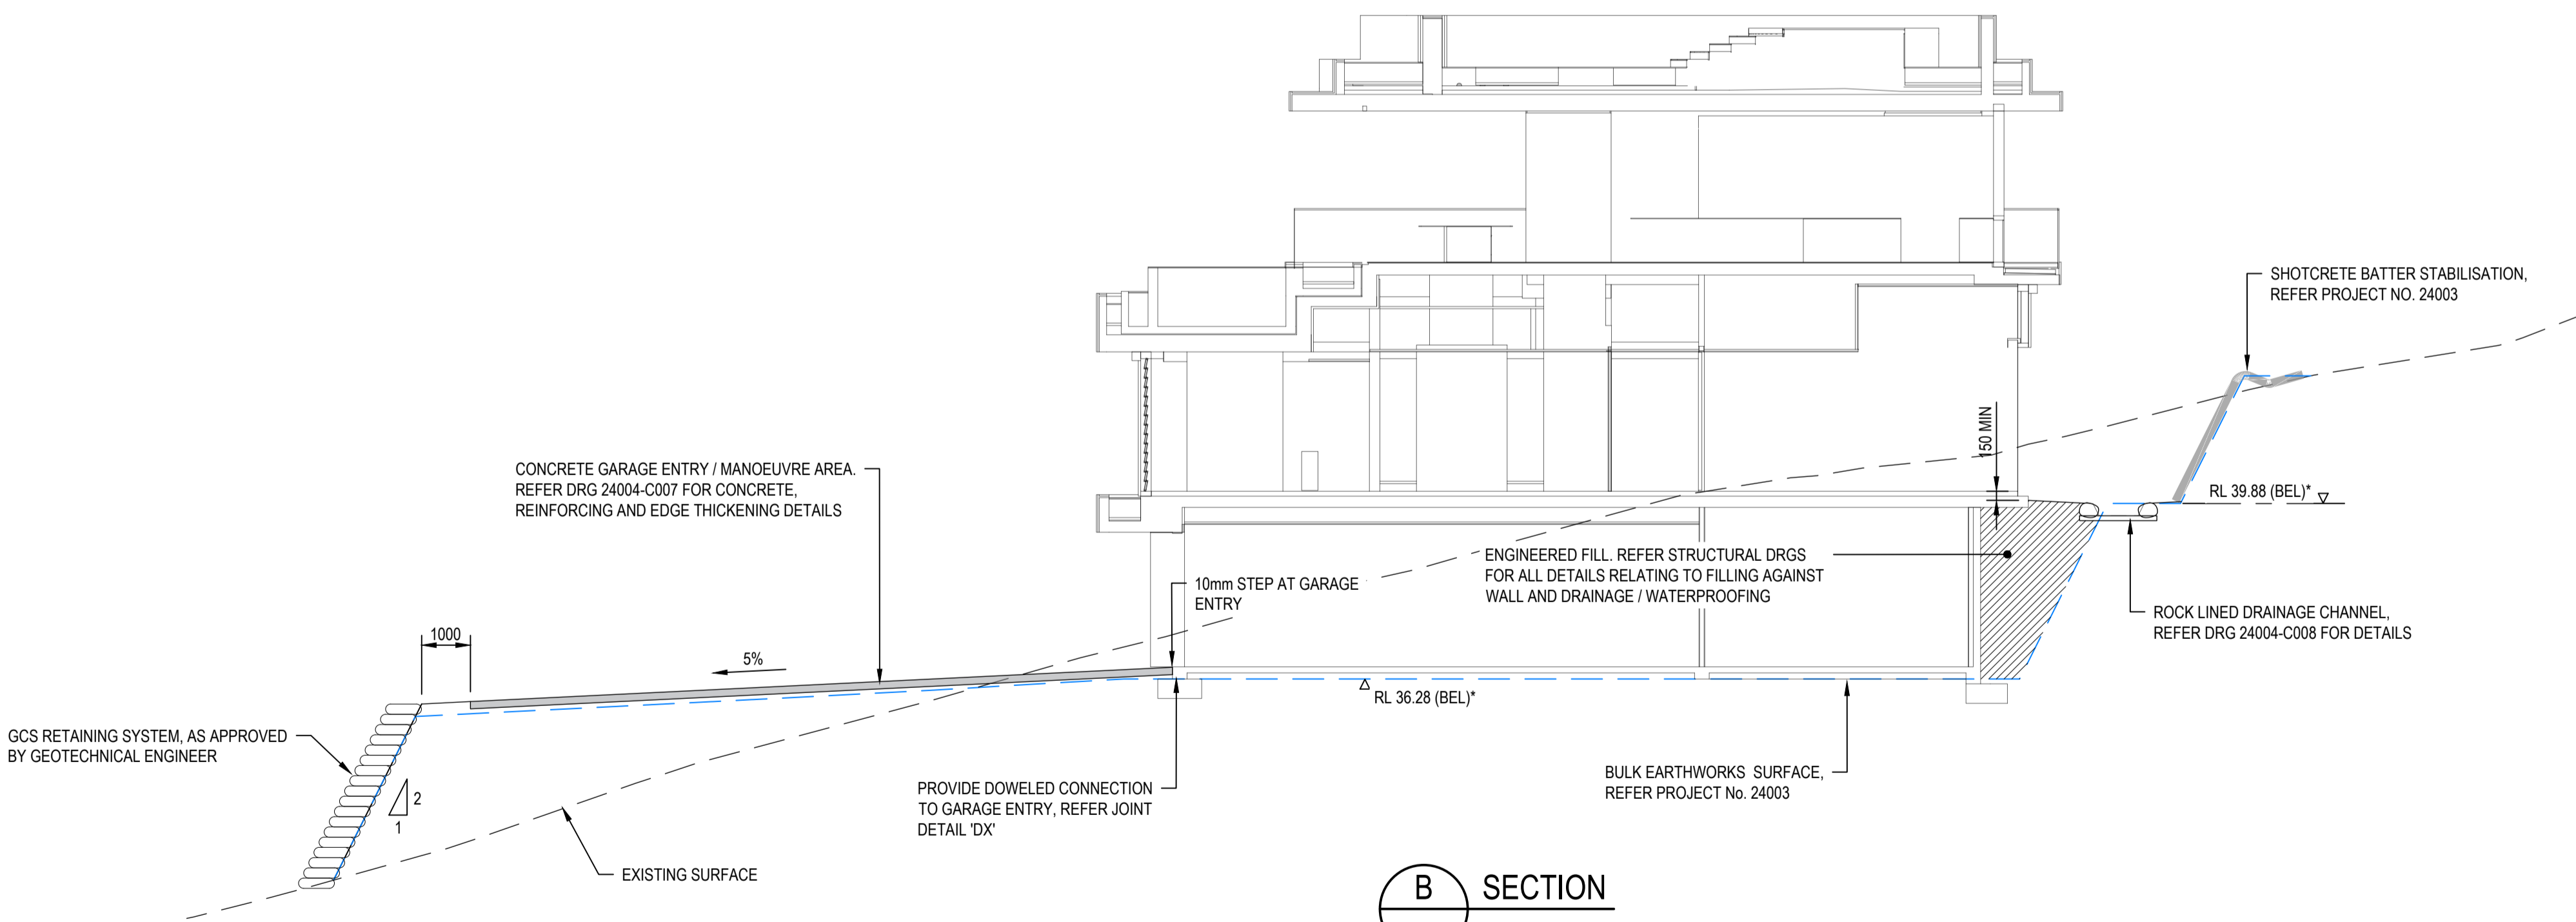 SHOTCRETE BATTER STABILISATION,
REFER PROJECT NO. 24003
150 MIN
CONCRETE GARAGE ENTRY / MANOEUVRE AREA.
REFER DRG 24004-C007 FOR CONCRETE,
REINFORCING AND EDGE THICKENING DETAILS
RL 39.88 (BEL)*
ENGINEERED FILL. REFER STRUCTURAL DRGS
FOR ALL DETAILS RELATING TO FILLING AGAINST
WALL AND DRAINAGE / WATERPROOFING
10mm STEP AT GARAGE
ENTRY
ROCK LINED DRAINAGE CHANNEL,
REFER DRG 24004-C008 FOR DETAILS
1000
5%
RL 36.28 (BEL)*
GCS RETAINING SYSTEM, AS APPROVED
BY GEOTECHNICAL ENGINEER
2
1
PROVIDE DOWELED CONNECTION
TO GARAGE ENTRY, REFER JOINT
DETAIL 'DX'
BULK EARTHWORKS SURFACE,
REFER PROJECT No. 24003
EXISTING SURFACE
B SECTION